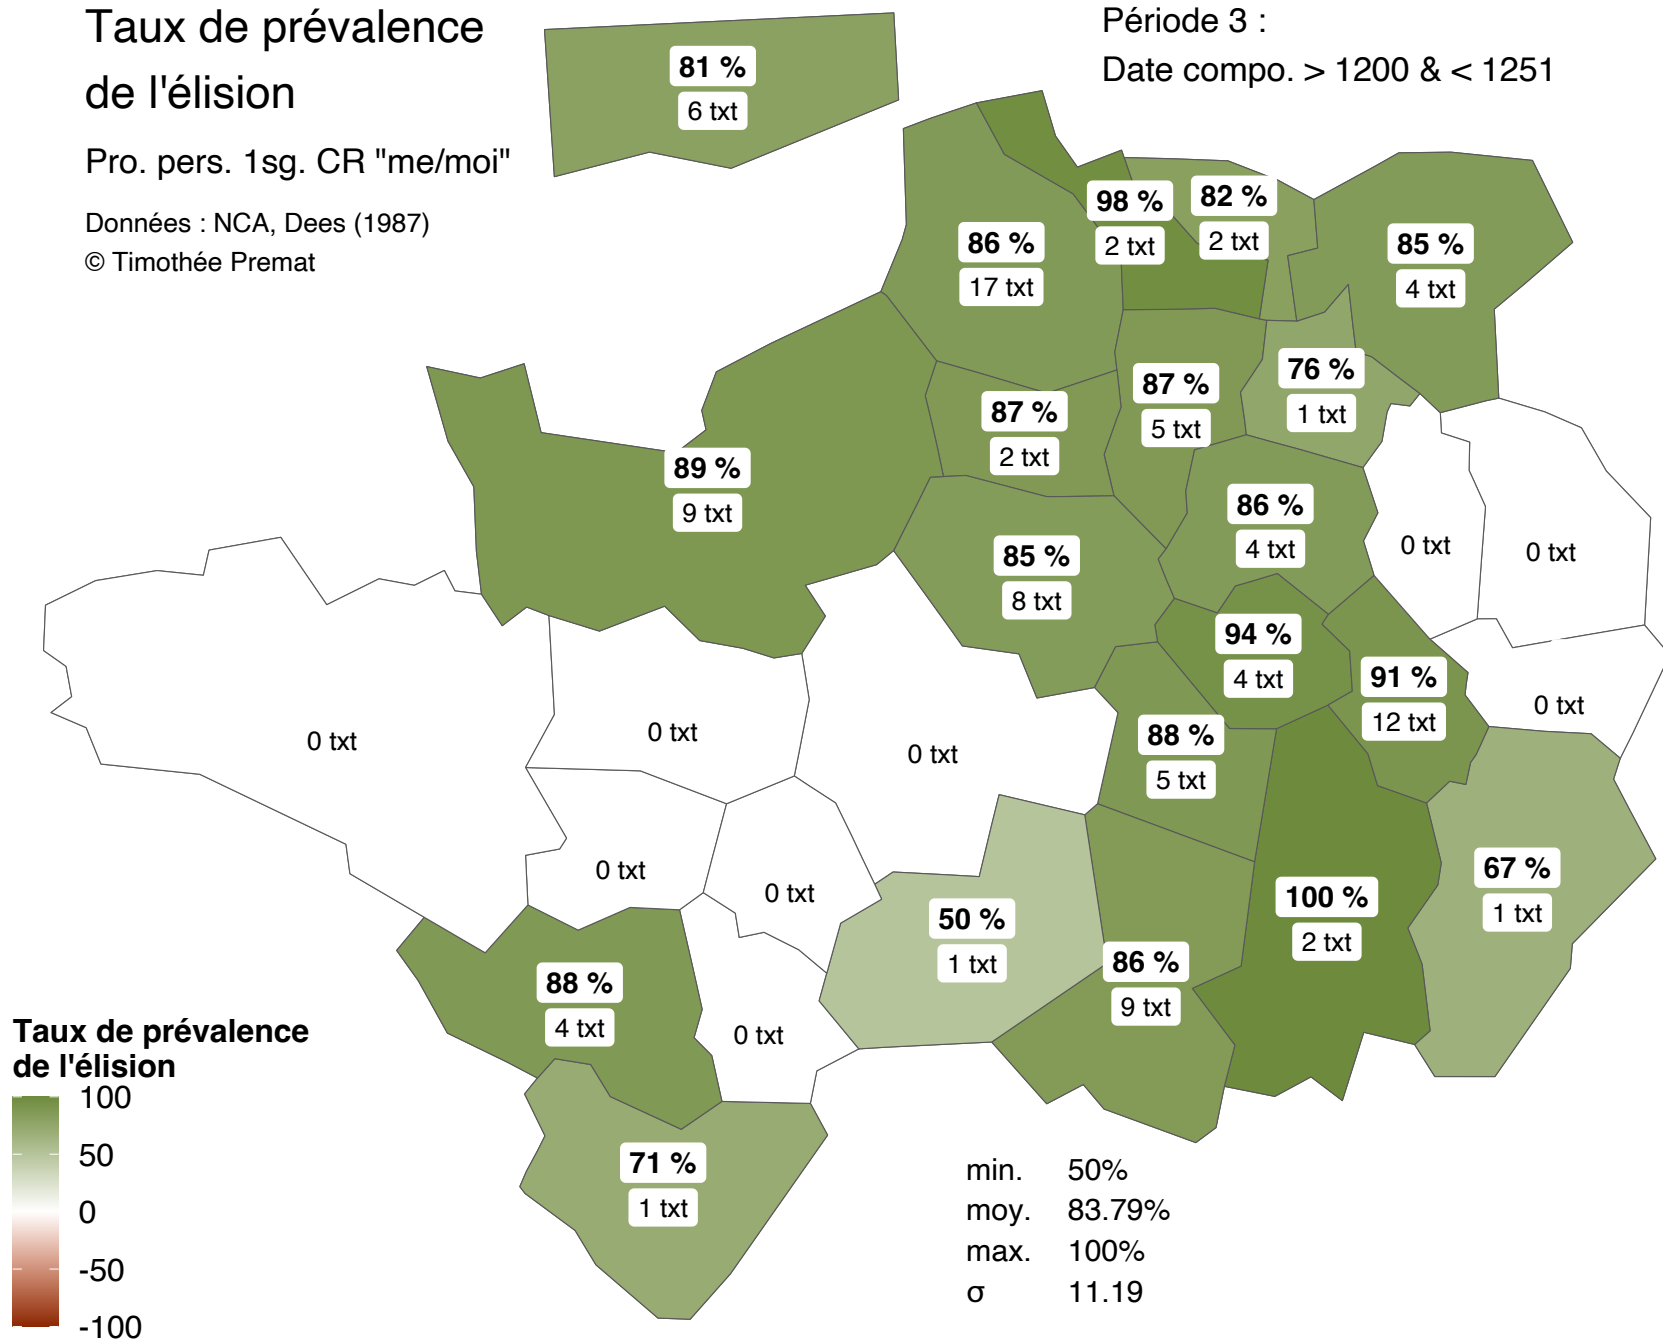 Taux de prévalence
de l'élision
Pro. pers. 1sg. CR "me/moi"
Données : NCA, Dees (1987)
© Timothée Premat
Période 3 :
Date compo. > 1200 & < 1251
81 %
6 txt
98 %
2 txt
82 %
2 txt
86 %
17 txt
85 %
4 txt
76 %
1 txt
87 %
5 txt
87 %
2 txt
89 %
9 txt
86 %
4 txt
0 txt
0 txt
85 %
8 txt
94 %
4 txt
91 %
12 txt
0 txt
0 txt
0 txt
0 txt
88 %
5 txt
0 txt
0 txt
67 %
1 txt
100 %
2 txt
50 %
1 txt
86 %
9 txt
88 %
4 txt
0 txt
71 %
1 txt
Taux de prévalence
de l'élision
100
50
0
-50
-100
min. 50%
moy. 83.79%
max. 100%
σ 11.19